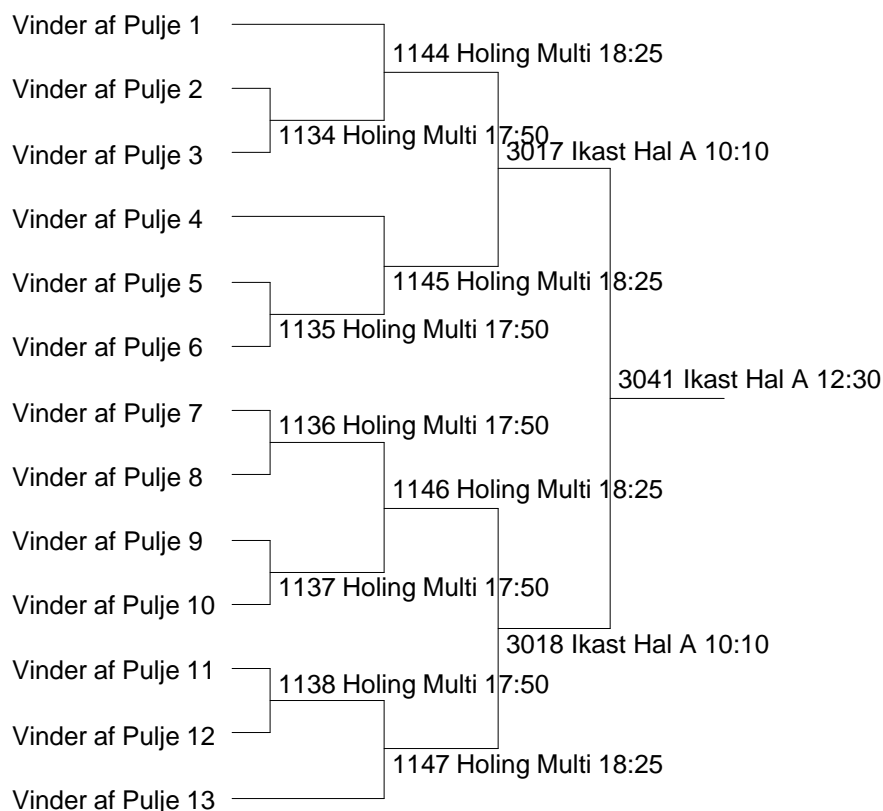 Vinder af Pulje 1
1144 Holing Multi 18:25
Vinder af Pulje 2
1134 Holing Multi 17:50
Vinder af Pulje 3
3017 Ikast Hal A 10:10
Vinder af Pulje 4
Vinder af Pulje 5
1145 Holing Multi 18:25
1135 Holing Multi 17:50
Vinder af Pulje 6
3041 Ikast Hal A 12:30
Vinder af Pulje 7
1136 Holing Multi 17:50
Vinder af Pulje 8
1146 Holing Multi 18:25
Vinder af Pulje 9
1137 Holing Multi 17:50
Vinder af Pulje 10
3018 Ikast Hal A 10:10
Vinder af Pulje 11
1138 Holing Multi 17:50
Vinder af Pulje 12
1147 Holing Multi 18:25
Vinder af Pulje 13